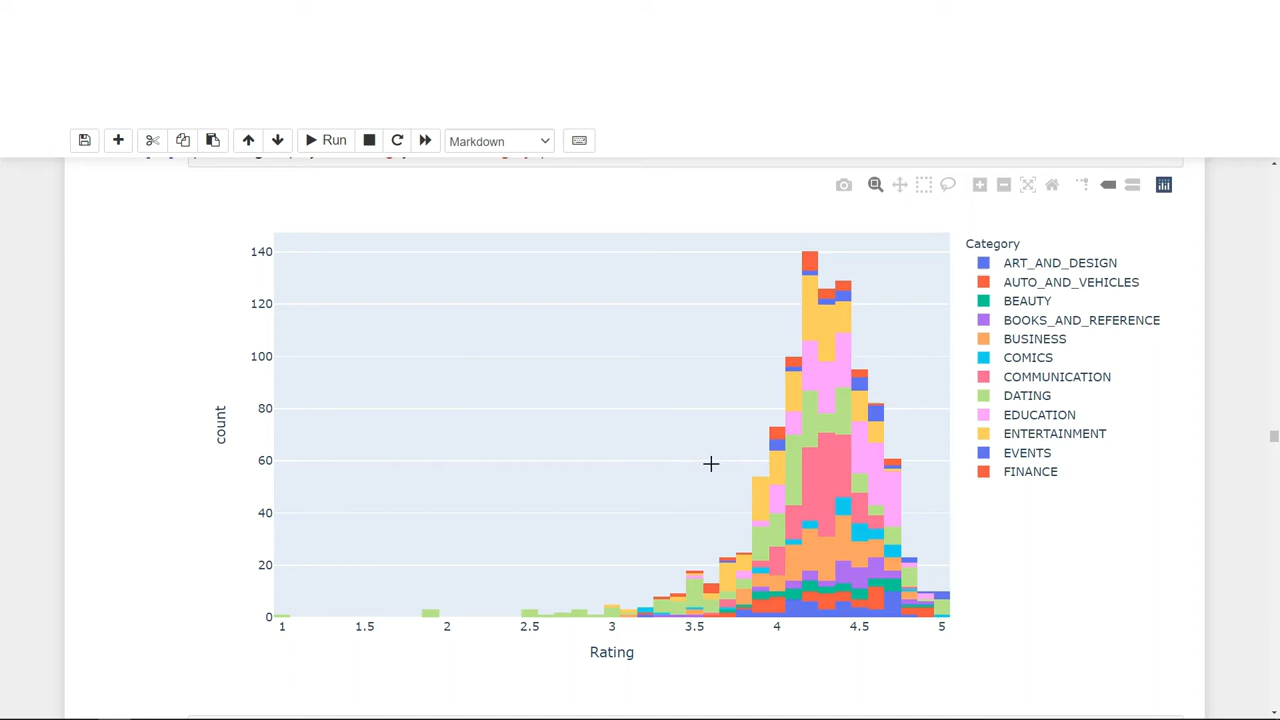 Run
Markdown
140
120
100
80
60
40
20
0
count
1
1.5
2
2.5
3
3.5
4
4.5
5
Rating
Category
ART_AND_DESIGN
AUTO_AND_VEHICLES
BEAUTY
BOOKS_AND_REFERENCE
BUSINESS
COMICS
COMMUNICATION
DATING
EDUCATION
ENTERTAINMENT
EVENTS
FINANCE